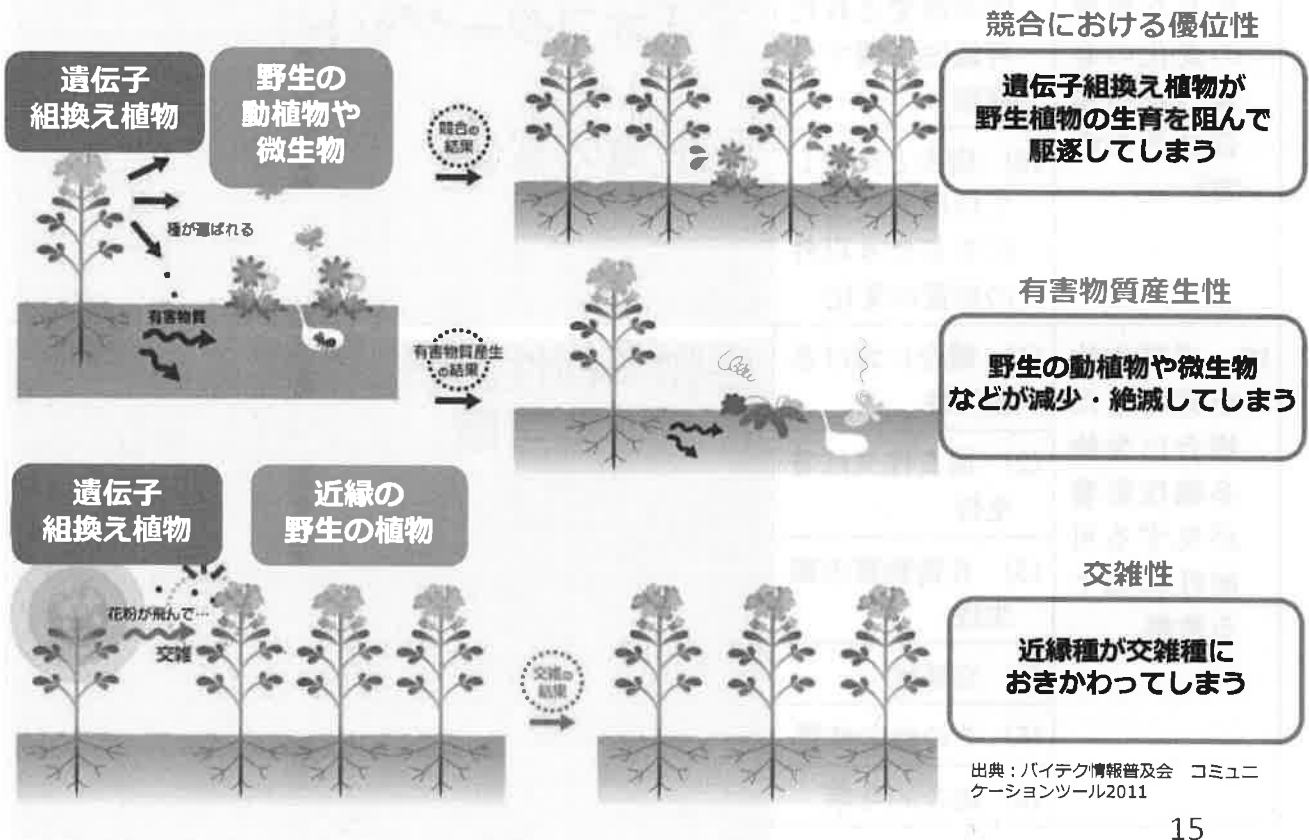 遺伝子
組換え植物
野生の
動植物や
微生物
種が運ばれる
有害物質
競合の
結果
競合における優位性
遺伝子組換え植物が
野生植物の生育を阻んで
駆逐してしまう
有害物質産生
の結果
有害物質産生性
野生の動植物や微生物
などが減少・絶滅してしまう
遺伝子
組換え植物
近縁の
野生の植物
花粉が飛んで…
交雑
交雑の
結果
交雑性
近縁種が交雑種に
おきかわってしまう
出典：バイテク情報普及会　コミュニ
ケーションツール2011
15